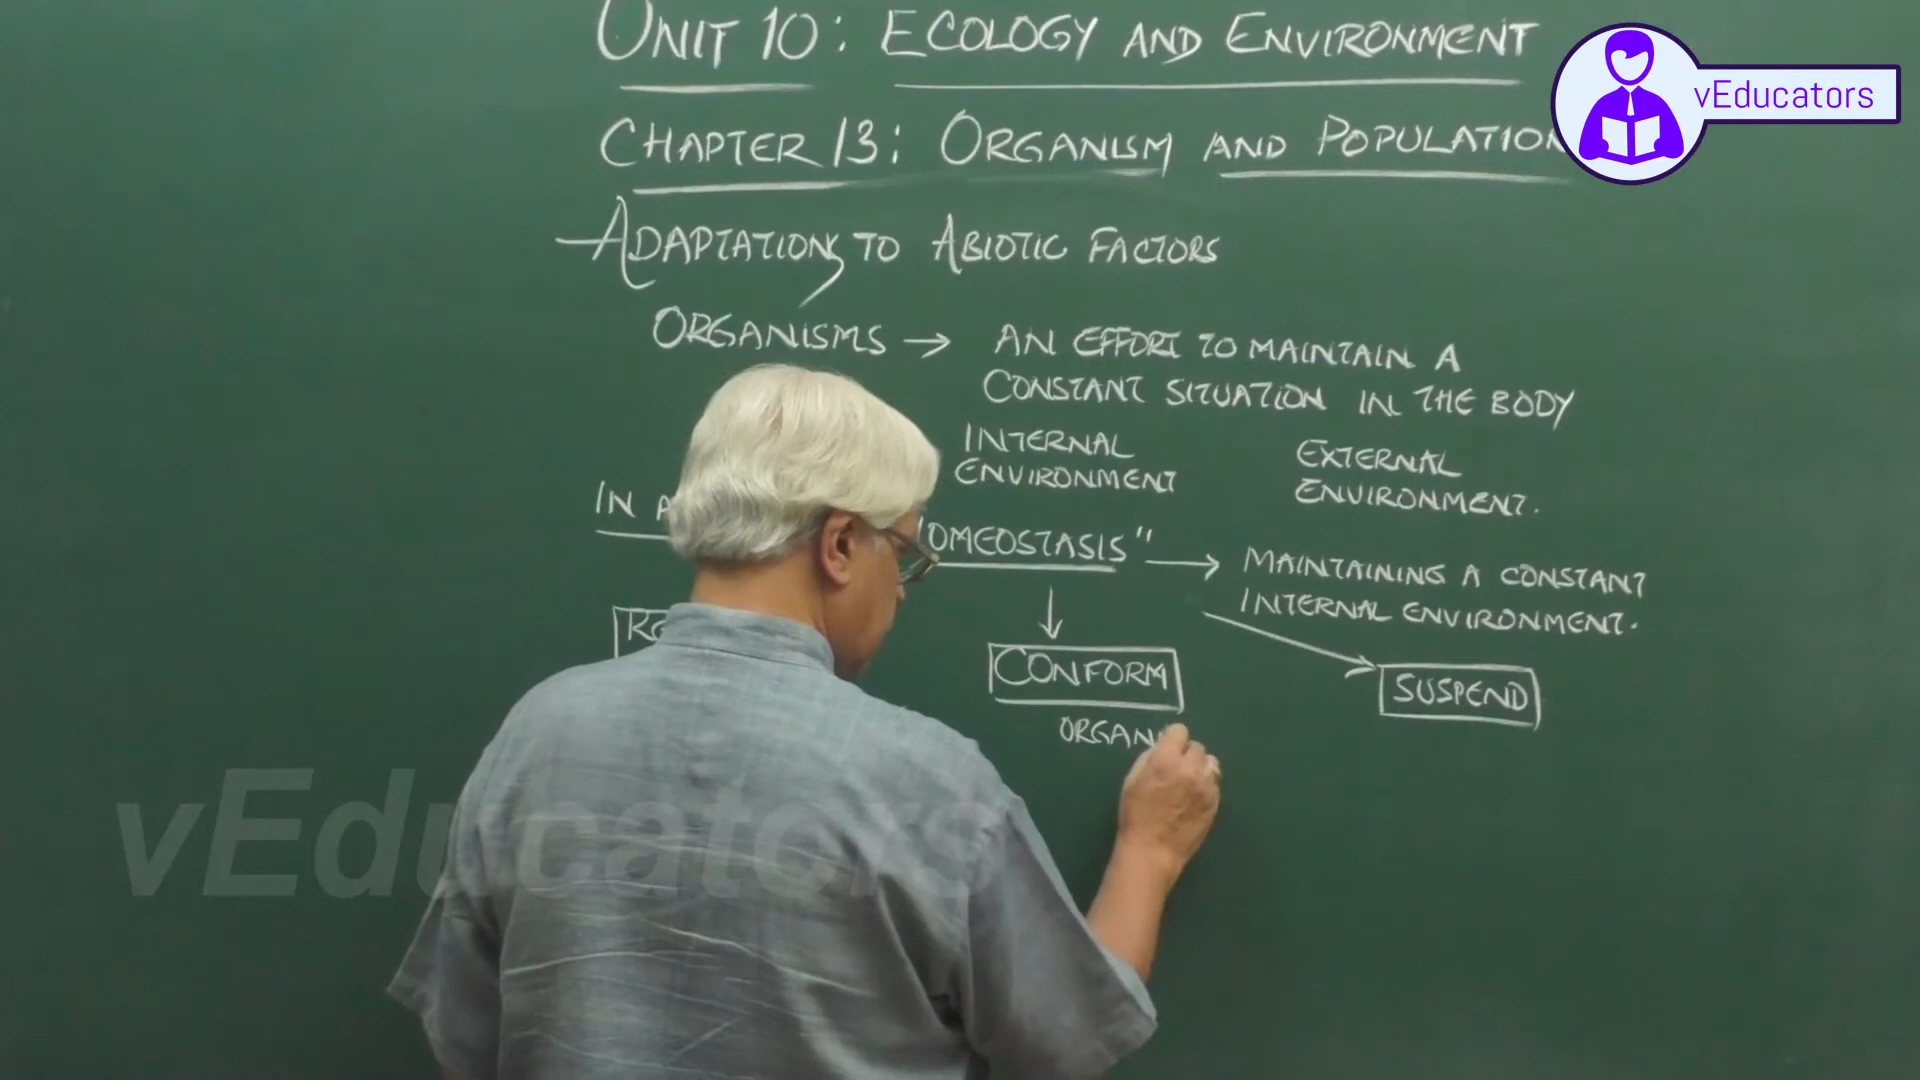 UNIT 10: ECOLOGY AND ENVIRONMENT
vEducators
CHAPTER 13: ORGANISM AND POPULATION
ADAPTATIONS TO ABIOTIC FACTORS
ORGANISMS → AN EFFORT TO MAINTAIN A
CONSTANT SITUATION IN THE BODY
INTERNAL
ENVIRONMENT
EXTERNAL
ENVIRONMENT.
IN
OMEOSTASIS" → MAINTAINING A CONSTANT
INTERNAL ENVIRONMENT.
CONFORM
SUSPEND
ORGAN
vEducators